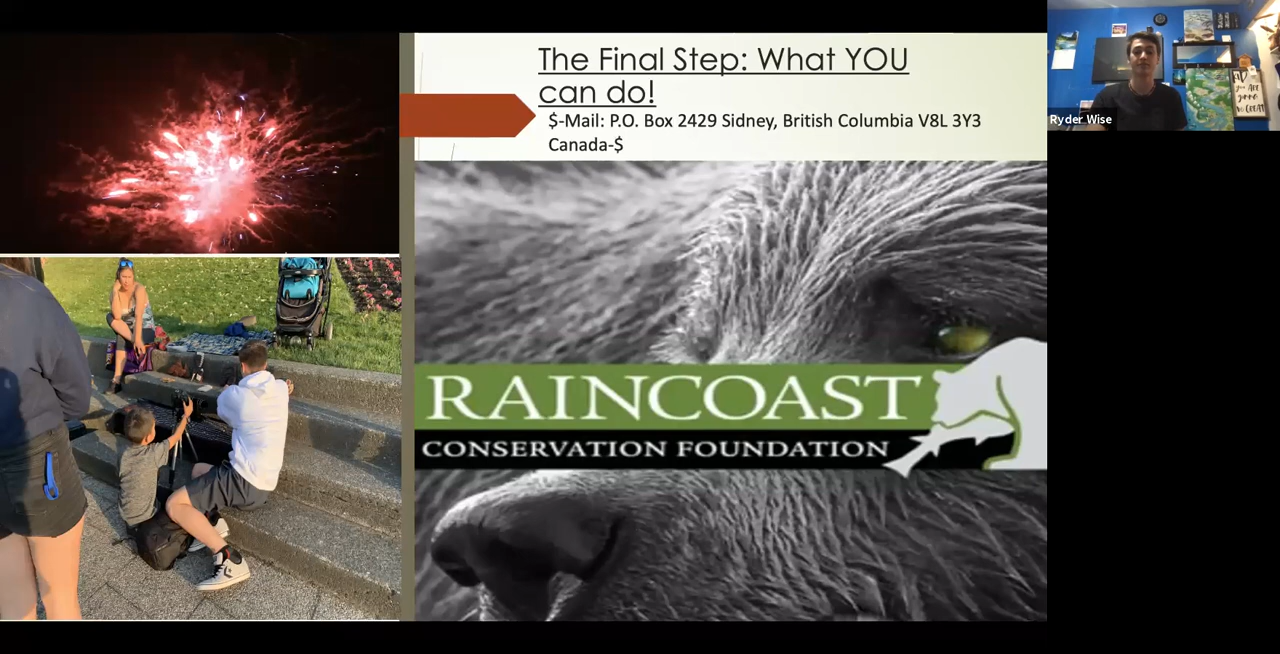 The Final Step: What YOU
can do!
$-Mail: P.O. Box 2429 Sidney, British Columbia V8L 3Y3
Canada-$
RAINCOAST
CONSERVATION FOUNDATION
Ryder Wise